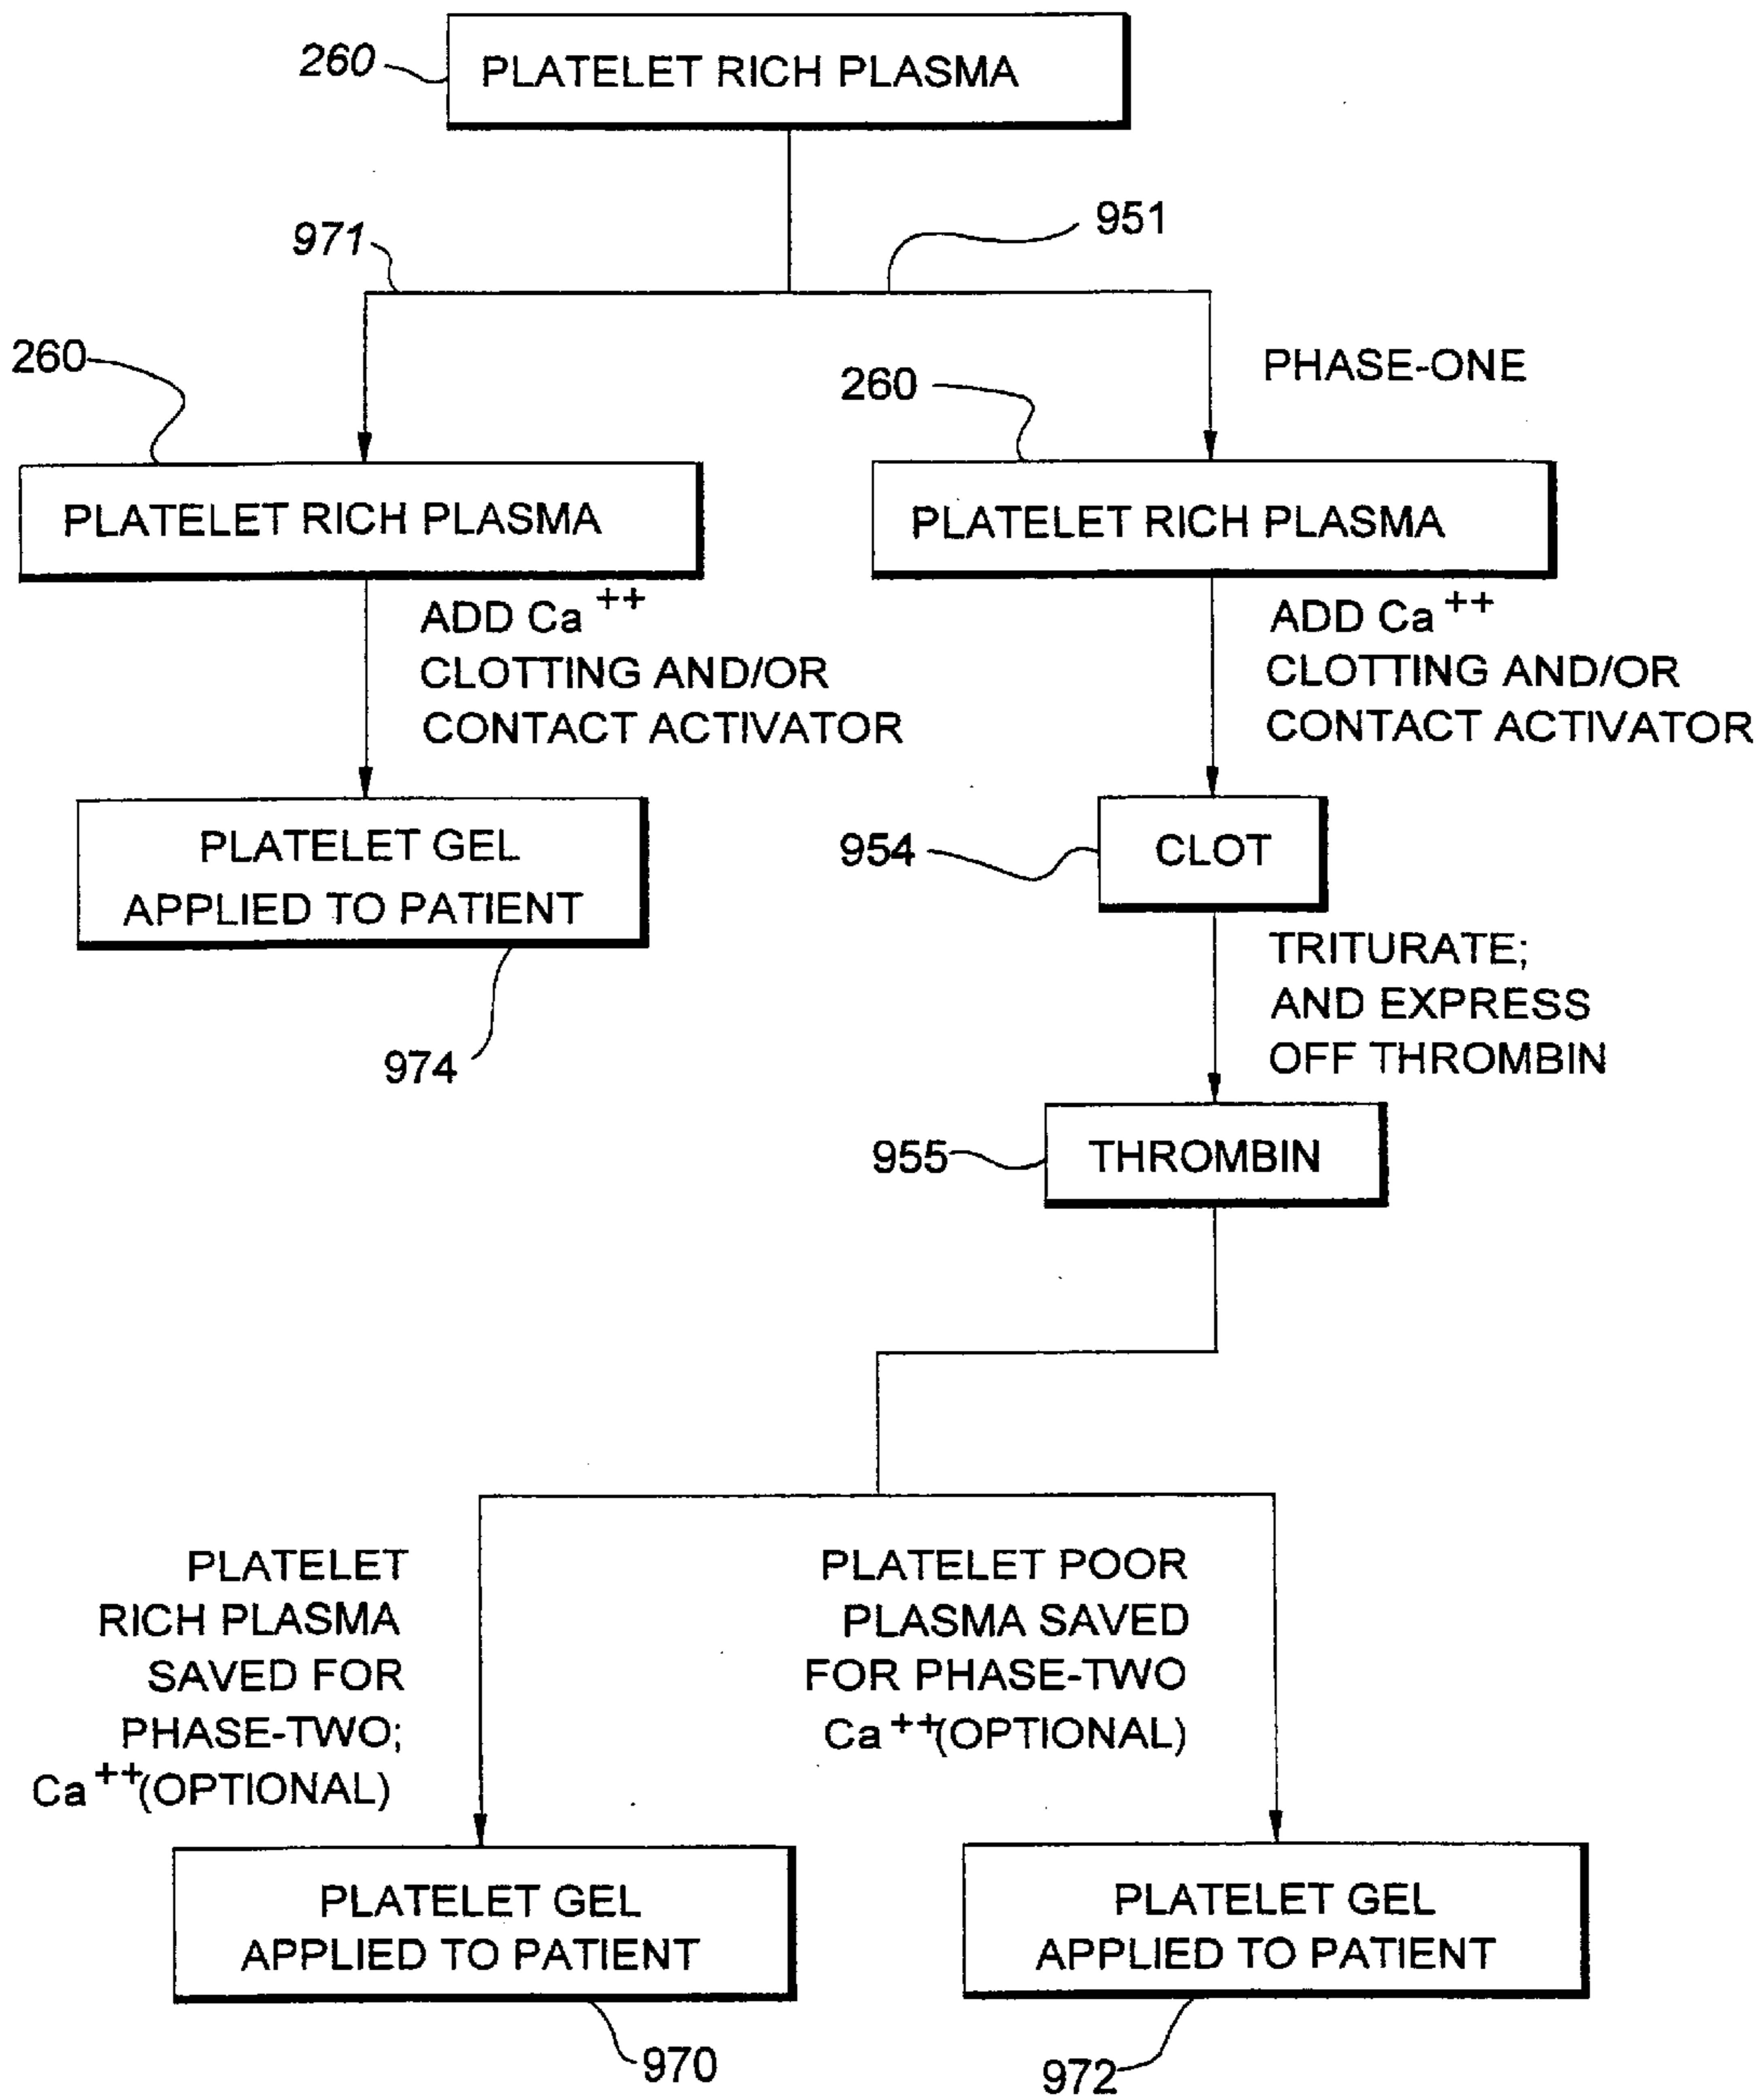 260
PLATELET RICH PLASMA
971
951
260
260
PHASE-ONE
PLATELET RICH PLASMA
PLATELET RICH PLASMA
ADD Ca++
CLOTTING AND/OR
CONTACT ACTIVATOR
ADD Ca++
CLOTTING AND/OR
CONTACT ACTIVATOR
PLATELET GEL
APPLIED TO PATIENT
974
954
CLOT
TRITURATE;
AND EXPRESS
OFF THROMBIN
955
THROMBIN
PLATELET
RICH PLASMA
SAVED FOR
PHASE-TWO;
Ca++(OPTIONAL)
PLATELET POOR
PLASMA SAVED
FOR PHASE-TWO
Ca++(OPTIONAL)
PLATELET GEL
APPLIED TO PATIENT
970
PLATELET GEL
APPLIED TO PATIENT
972